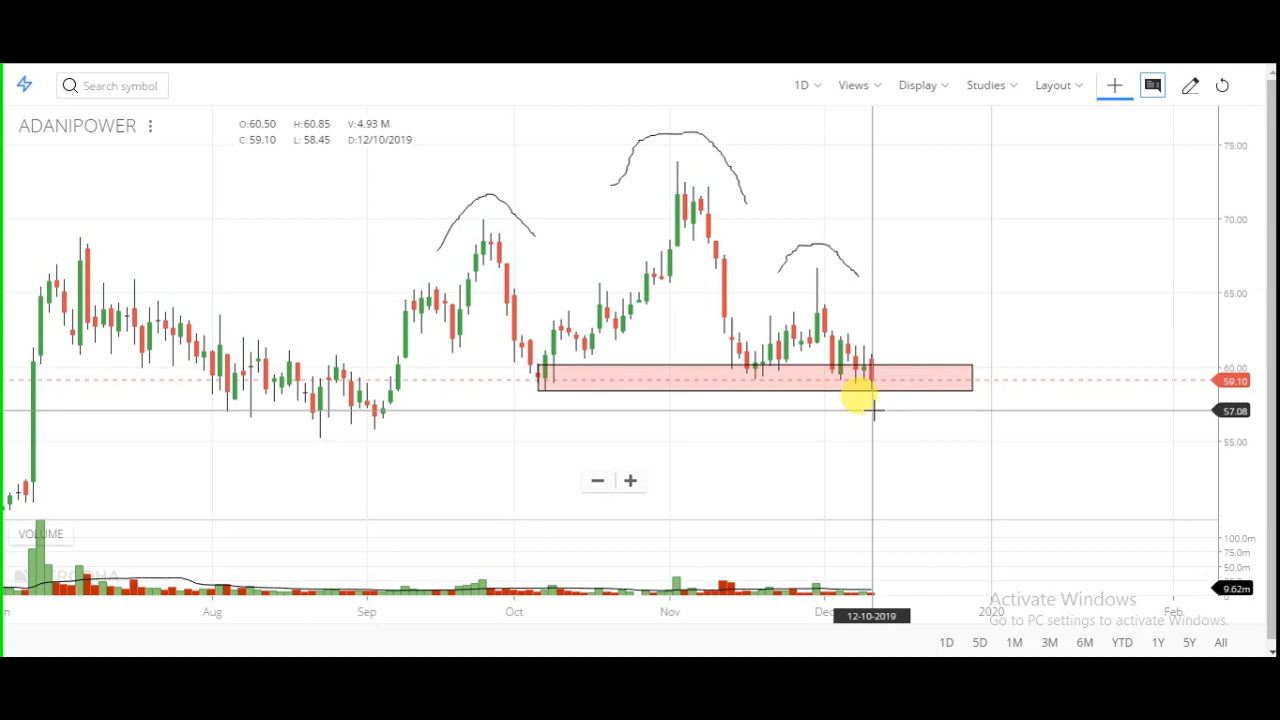 Search symbol
1D Views Display Studies Layout
ADANIPOWER
O:60.50 H:60.85 V:4.93 M
C:59.10 L: 58.45 D:12/10/2019
75.00
70.00
65.00
60.00
59.10
57.08
55.00
VOLUME
100.0m
75.0m
50.0m
9.62m
Aug Sep Oct Nov Dec 2020 Feb
12-10-2019
Activate Windows
Go to PC settings to activate Windows.
1D 5D 1M 3M 6M YTD 1Y 5Y All